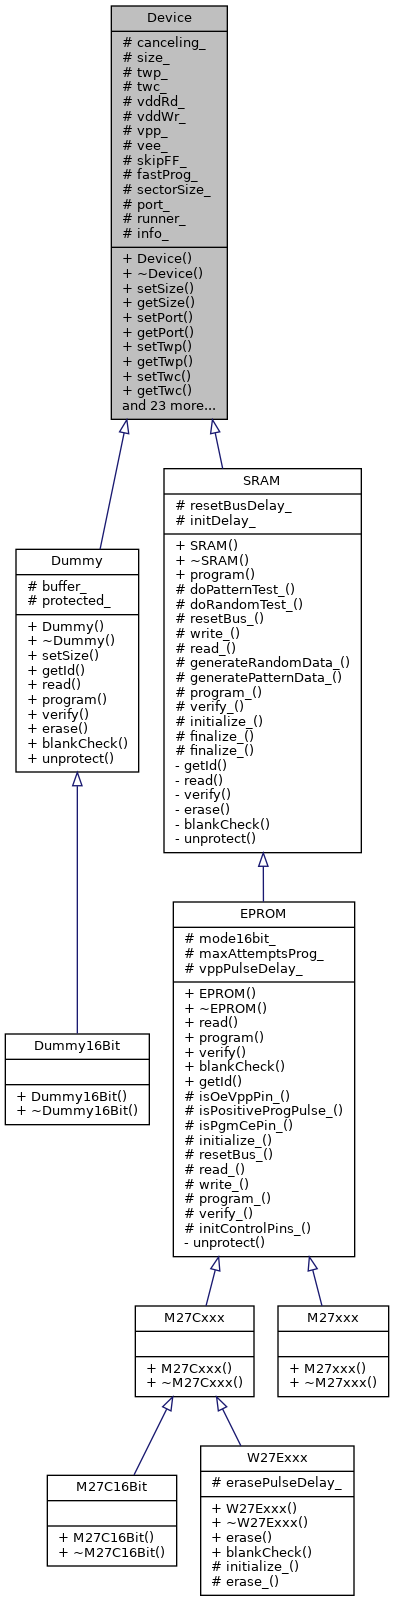 Device
# canceling_
# size_
# twp_
# twc_
# vddRd_
# vddWr_
# vpp_
# vee_
# skipFF_
# fastProg_
# sectorSize_
# port_
# runner_
# info_
+ Device()
+ ~Device()
+ setSize()
+ getSize()
+ setPort()
+ getPort()
+ setTwp()
+ getTwp()
+ setTwc()
+ getTwc()
and 23 more...
SRAM
# resetBusDelay_
# initDelay_
+ SRAM()
+ ~SRAM()
+ program()
# doPatternTest_()
# doRandomTest_()
# resetBus_()
# write_()
# read_()
# generateRandomData_()
# generatePatternData_()
# program_()
# verify_()
# initialize_()
# finalize_()
# finalize_()
- getId()
- read()
- verify()
- erase()
- blankCheck()
- unprotect()
Dummy
# buffer_
# protected_
+ Dummy()
+ ~Dummy()
+ setSize()
+ getId()
+ read()
+ program()
+ verify()
+ erase()
+ blankCheck()
+ unprotect()
EPROM
# mode16bit_
# maxAttemptsProg_
# vppPulseDelay_
+ EPROM()
+ ~EPROM()
+ read()
+ program()
+ verify()
+ blankCheck()
+ getId()
# isOeVppPin_()
# isPositiveProgPulse_()
# isPgmCePin_()
# initialize_()
# resetBus_()
# read_()
# write_()
# program_()
# verify_()
# initControlPins_()
- unprotect()
Dummy16Bit
+ Dummy16Bit()
+ ~Dummy16Bit()
M27Cxxx
+ M27Cxxx()
+ ~M27Cxxx()
M27xxx
+ M27xxx()
+ ~M27xxx()
M27C16Bit
+ M27C16Bit()
+ ~M27C16Bit()
W27Exxx
# erasePulseDelay_
+ W27Exxx()
+ ~W27Exxx()
+ erase()
+ blankCheck()
# initialize_()
# erase_()